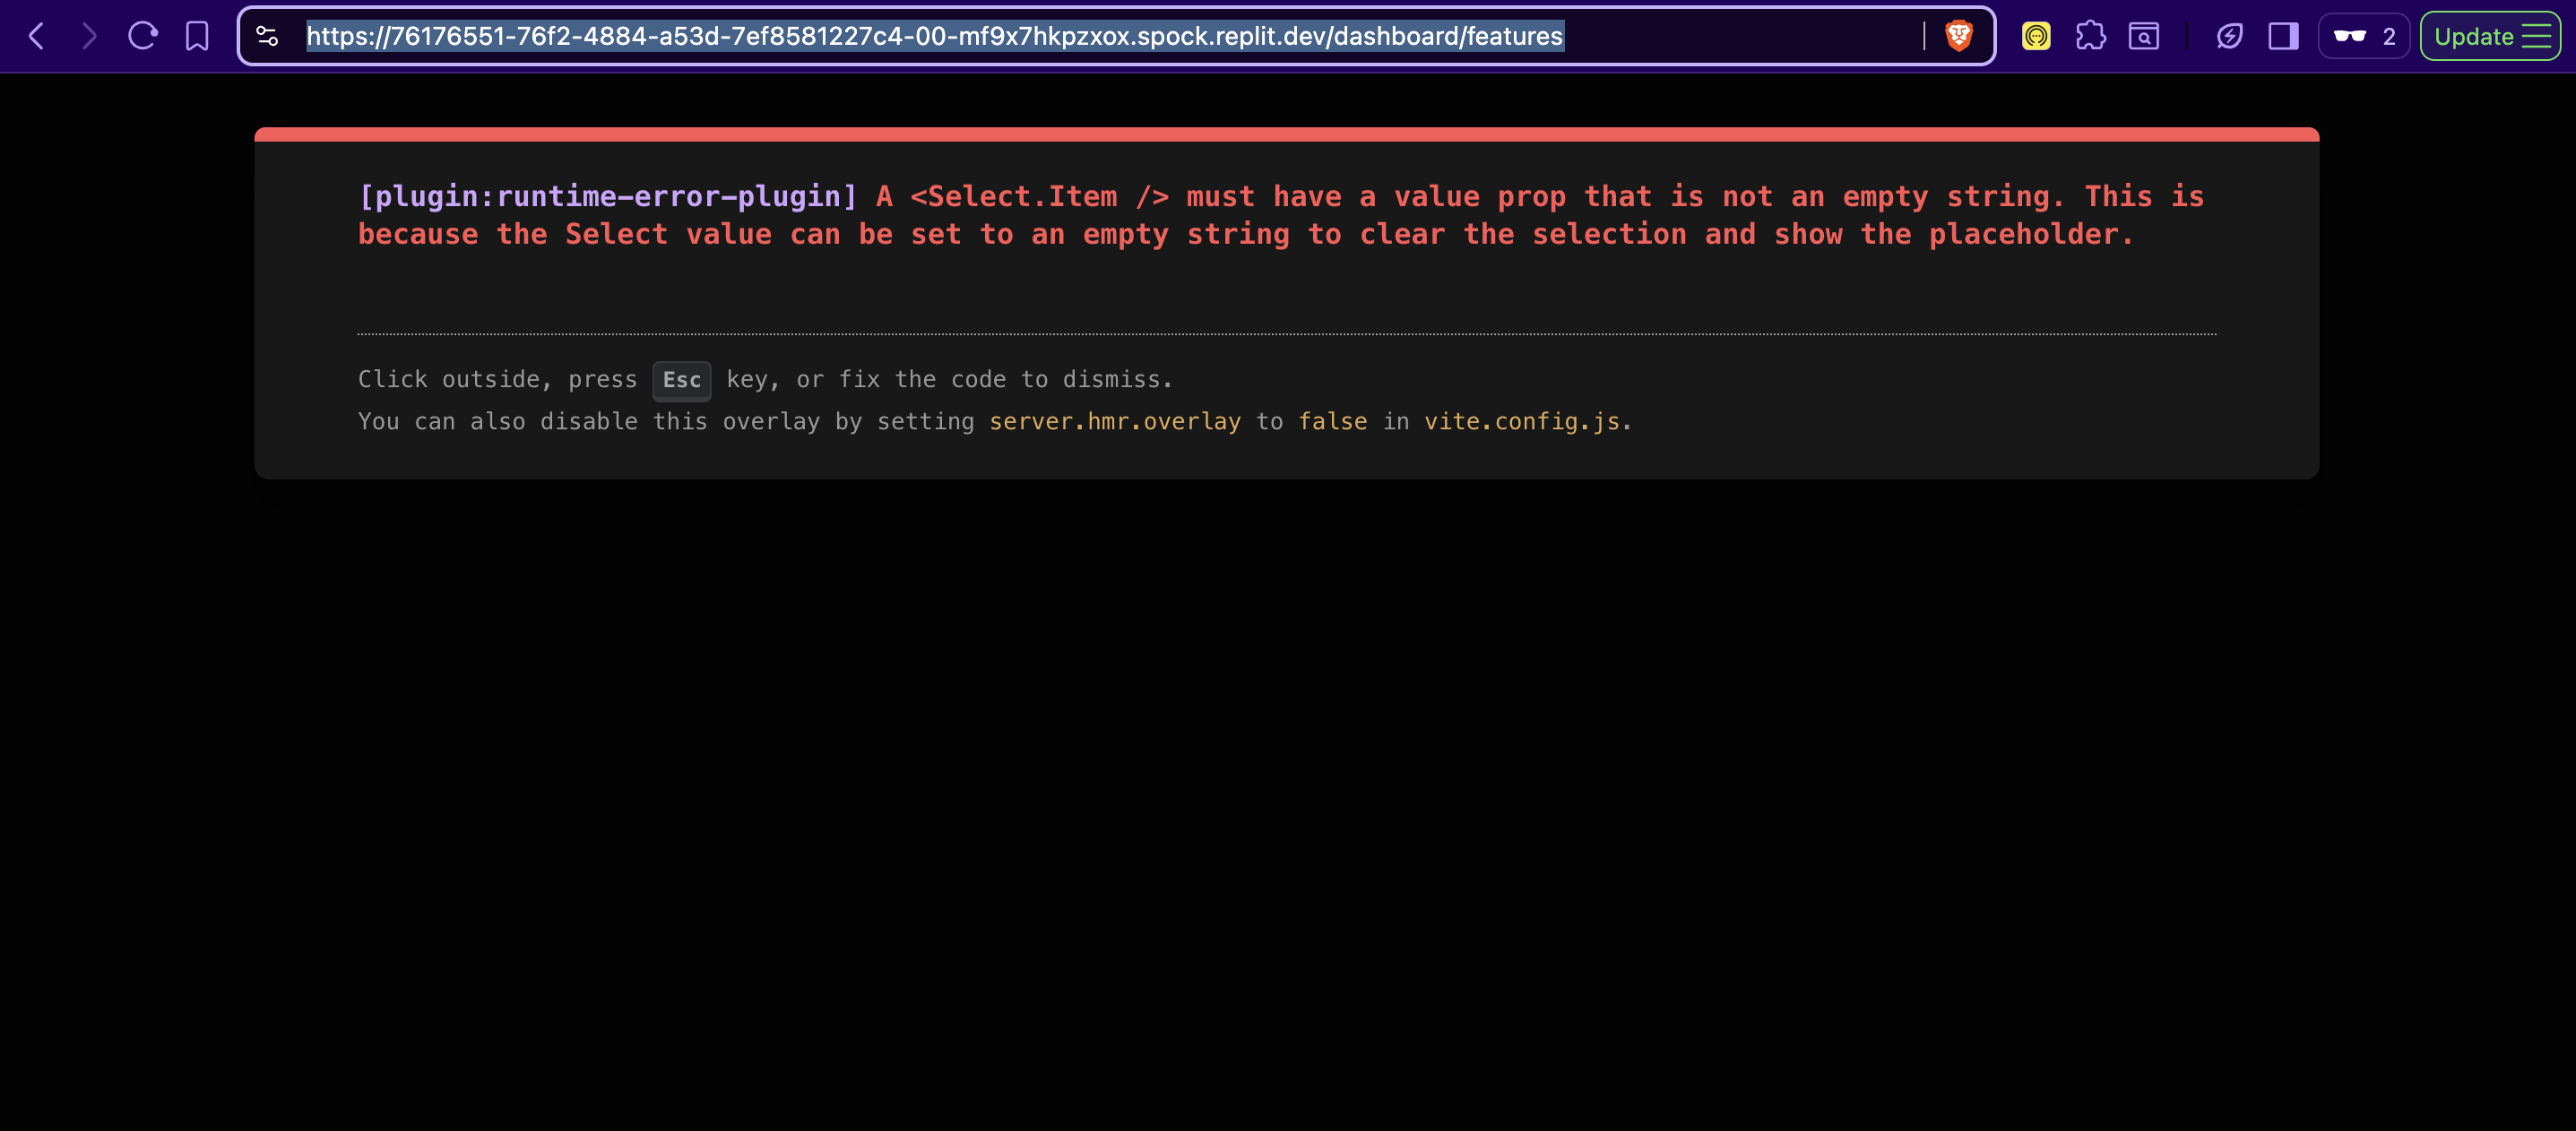 https://76176551-76f2-4884-a53d-7ef8581227c4-00-mf9x7hkpzxox.spock.replit.dev/dashboard/features
2
Update
[plugin:runtime-error-plugin] A <Select.Item /> must have a value prop that is not an empty string. This is
because the Select value can be set to an empty string to clear the selection and show the placeholder.
Click outside, press Esc key, or fix the code to dismiss.
You can also disable this overlay by setting server.hmr.overlay to false in vite.config.js.